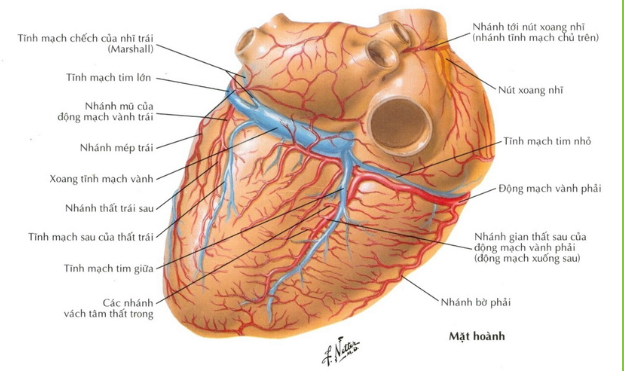 Tĩnh mạch chếch của nhĩ trái
(Marshall)
Tĩnh mạch tim lớn
Nhánh mũ của
động mạch vành trái
Nhánh mép trái
Xoang tĩnh mạch vành
Nhánh thất trái sau
Tĩnh mạch sau của thất trái
Tĩnh mạch tim giữa
Các nhánh
vách tâm thất trong
Nhánh tới nút xoang nhĩ
(nhánh tĩnh mạch chủ trên)
Nút xoang nhĩ
Tĩnh mạch tim nhỏ
Động mạch vành phải
Nhánh gian thất sau của
động mạch vành phải
(động mạch xuống sau)
Nhánh bờ phải
Mặt hoành
F. Netter
M.D.